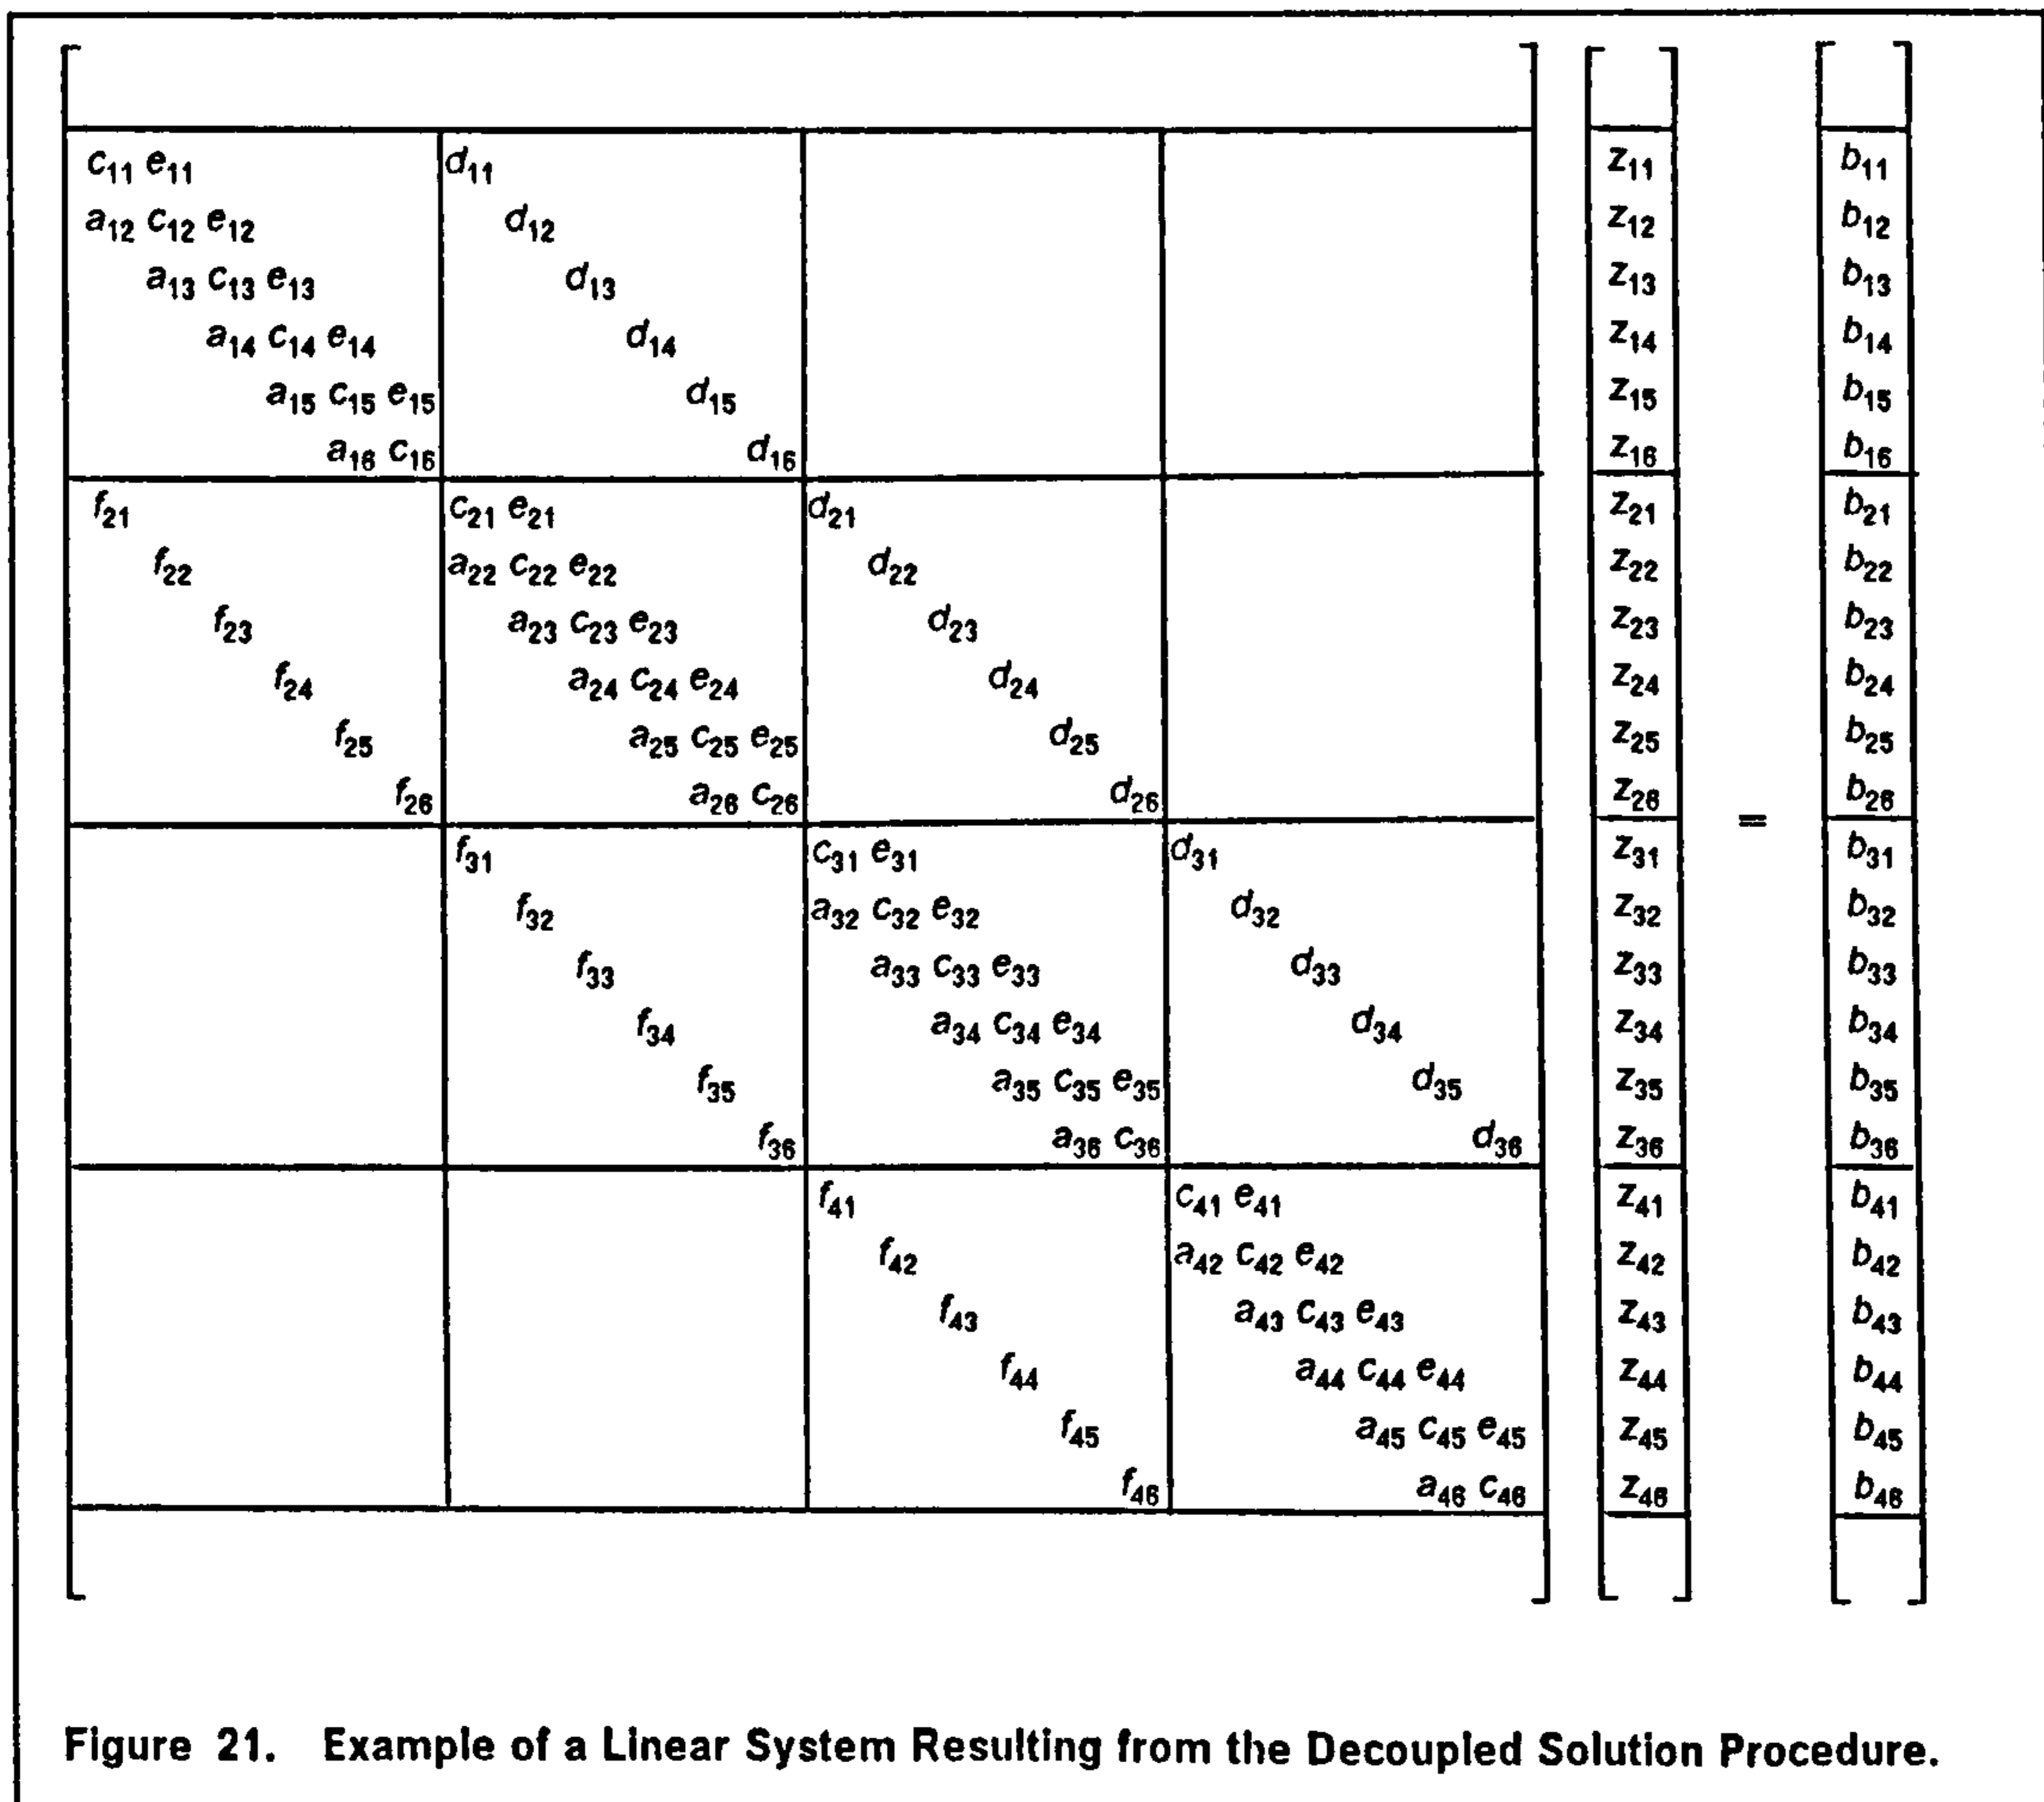 c₁₁ e₁₁ d₁₁ z₁₁ b₁₁
a₁₂ c₁₂ e₁₂ d₁₂ z₁₂ b₁₂
a₁₃ c₁₃ e₁₃ d₁₃ z₁₃ b₁₃
a₁₄ c₁₄ e₁₄ d₁₄ z₁₄ b₁₄
a₁₅ c₁₅ e₁₅ d₁₅ z₁₅ b₁₅
a₁₆ c₁₆ d₁₆ z₁₆ b₁₆
f₂₁ c₂₁ e₂₁ d₂₁ z₂₁ b₂₁
f₂₂ a₂₂ c₂₂ e₂₂ d₂₂ z₂₂ b₂₂
f₂₃ a₂₃ c₂₃ e₂₃ d₂₃ z₂₃ b₂₃
f₂₄ a₂₄ c₂₄ e₂₄ d₂₄ z₂₄ b₂₄
f₂₅ a₂₅ c₂₅ e₂₅ d₂₅ z₂₅ b₂₅
f₂₆ a₂₆ c₂₆ d₂₆ z₂₆ b₂₆
=
f₃₁ c₃₁ e₃₁ d₃₁ z₃₁ b₃₁
f₃₂ a₃₂ c₃₂ e₃₂ d₃₂ z₃₂ b₃₂
f₃₃ a₃₃ c₃₃ e₃₃ d₃₃ z₃₃ b₃₃
f₃₄ a₃₄ c₃₄ e₃₄ d₃₄ z₃₄ b₃₄
f₃₅ a₃₅ c₃₅ e₃₅ d₃₅ z₃₅ b₃₅
f₃₆ a₃₆ c₃₆ d₃₆ z₃₆ b₃₆
f₄₁ c₄₁ e₄₁ z₄₁ b₄₁
f₄₂ a₄₂ c₄₂ e₄₂ z₄₂ b₄₂
f₄₃ a₄₃ c₄₃ e₄₃ z₄₃ b₄₃
f₄₄ a₄₄ c₄₄ e₄₄ z₄₄ b₄₄
f₄₅ a₄₅ c₄₅ e₄₅ z₄₅ b₄₅
f₄₆ a₄₆ c₄₆ z₄₆ b₄₆
Figure 21. Example of a Linear System Resulting from the Decoupled Solution Procedure.